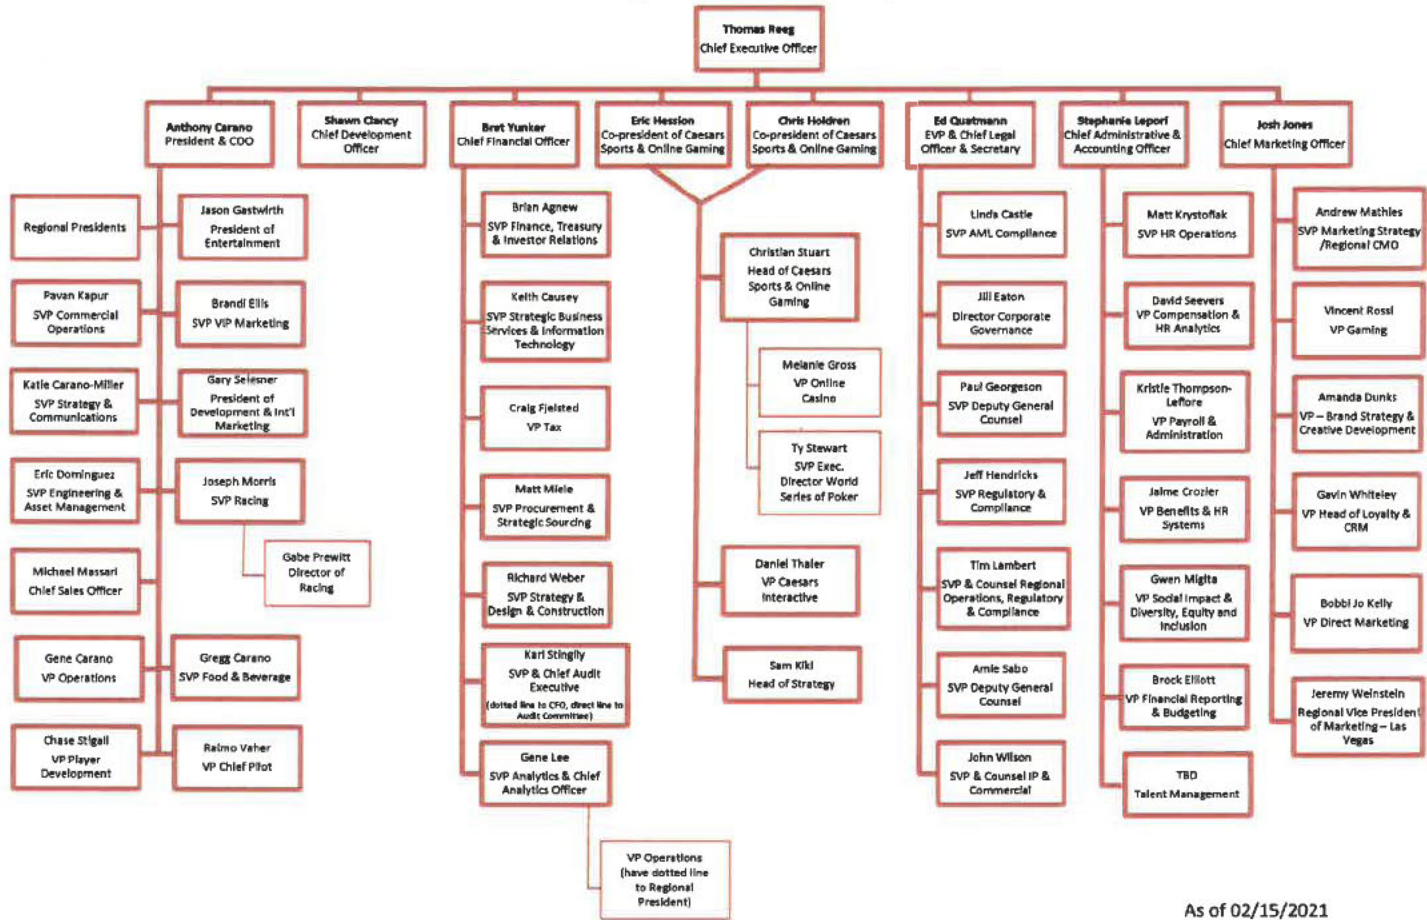 Thomas Reeg
Chief Executive Officer
Anthony Carano
President & COO
Shawn Clancy
Chief Development
Officer
Bret Yunker
Chief Financial Officer
Eric Hession
Co-president of Caesars
Sports & Online Gaming
Chris Holdren
Co-president of Caesars
Sports & Online Gaming
Ed Quatmann
EVP & Chief Legal
Officer & Secretary
Stephanie Lepori
Chief Administrative &
Accounting Officer
Josh Jones
Chief Marketing Officer
Regional Presidents
Jason Gastwirth
President of
Entertainment
Pavan Kapur
SVP Commercial
Operations
Brandi Ellis
SVP VIP Marketing
Katie Carano-Miller
SVP Strategy &
Communications
Gary Selesner
President of
Development & Int'l
Marketing
Eric Dominguez
SVP Engineering &
Asset Management
Joseph Morris
SVP Racing
Gabe Prewitt
Director of
Racing
Michael Massari
Chief Sales Officer
Gene Carano
VP Operations
Gregg Carano
SVP Food & Beverage
Chase Stigall
VP Player
Development
Raimo Vaher
VP Chief Pilot
Brian Agnew
SVP Finance, Treasury
& Investor Relations
Keith Causey
SVP Strategic Business
Services & Information
Technology
Craig Fjelsted
VP Tax
Matt Miele
SVP Procurement &
Strategic Sourcing
Richard Weber
SVP Strategy &
Design & Construction
Karl Stingily
SVP & Chief Audit
Executive
(dotted line to CFO, direct line to
Audit Committee)
Gene Lee
SVP Analytics & Chief
Analytics Officer
VP Operations
(have dotted line
to Regional
President)
Christian Stuart
Head of Caesars
Sports & Online
Gaming
Melanie Gross
VP Online
Casino
Ty Stewart
SVP Exec.
Director World
Series of Poker
Daniel Thaler
VP Caesars
Interactive
Sam Kiki
Head of Strategy
Linda Castle
SVP AML Compliance
Jill Eaton
Director Corporate
Governance
Paul Georgeson
SVP Deputy General
Counsel
Jeff Hendricks
SVP Regulatory &
Compliance
Tim Lambert
SVP & Counsel Regional
Operations, Regulatory
& Compliance
Amie Sabo
SVP Deputy General
Counsel
John Wilson
SVP & Counsel IP &
Commercial
Matt Krystofiak
SVP HR Operations
David Seevers
VP Compensation &
HR Analytics
Kristie Thompson-
Leflore
VP Payroll &
Administration
Jaime Crozier
VP Benefits & HR
Systems
Gwen Migita
VP Social Impact &
Diversity, Equity and
Inclusion
Brock Elliott
VP Financial Reporting
& Budgeting
TBD
Talent Management
Andrew Mathles
SVP Marketing Strategy
/Regional CMO
Vincent Rossi
VP Gaming
Amanda Dunks
VP – Brand Strategy &
Creative Development
Gavin Whiteley
VP Head of Loyalty &
CRM
Bobbi Jo Kelly
VP Direct Marketing
Jeremy Weinstein
Regional Vice President
of Marketing – Las
Vegas
As of 02/15/2021